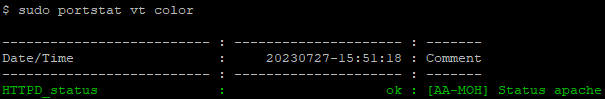 $ sudo portstat vt color
------------------------ : ------------------- : -------
Date/Time : 20230727-15:51:18 : Comment
------------------------ : ------------------- : -------
HTTPD_status : ok : [AA-MOH] Status apache